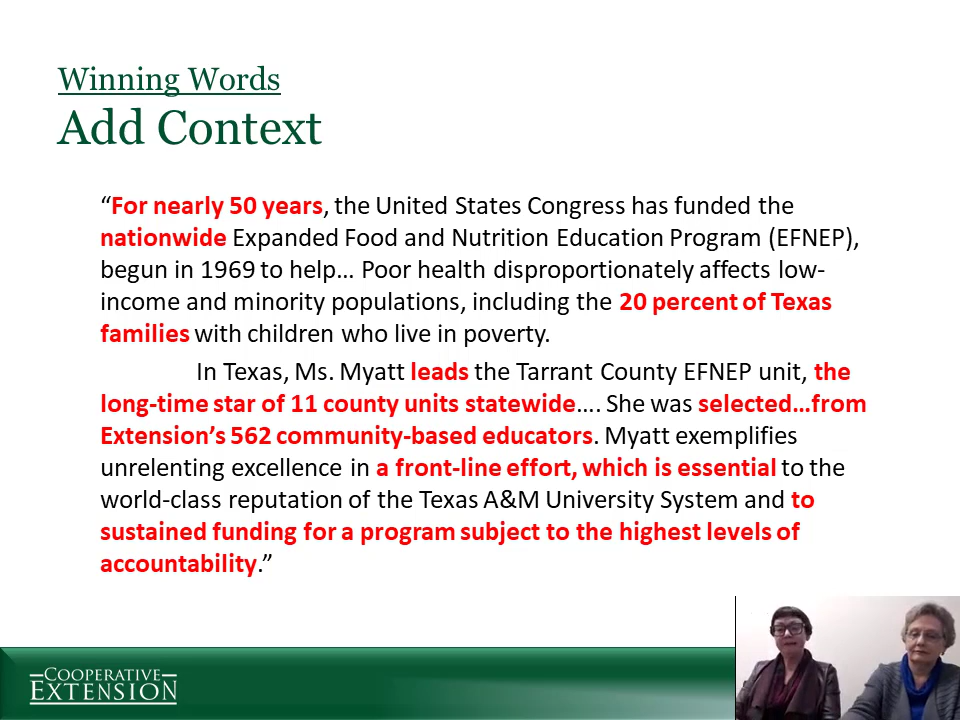 Winning Words
Add Context
“For nearly 50 years, the United States Congress has funded the
nationwide Expanded Food and Nutrition Education Program (EFNEP),
begun in 1969 to help… Poor health disproportionately affects low-
income and minority populations, including the 20 percent of Texas
families with children who live in poverty.
In Texas, Ms. Myatt leads the Tarrant County EFNEP unit, the
long-time star of 11 county units statewide…. She was selected…from
Extension’s 562 community-based educators. Myatt exemplifies
unrelenting excellence in a front-line effort, which is essential to the
world-class reputation of the Texas A&M University System and to
sustained funding for a program subject to the highest levels of
accountability.”
COOPERATIVE
EXTENSION